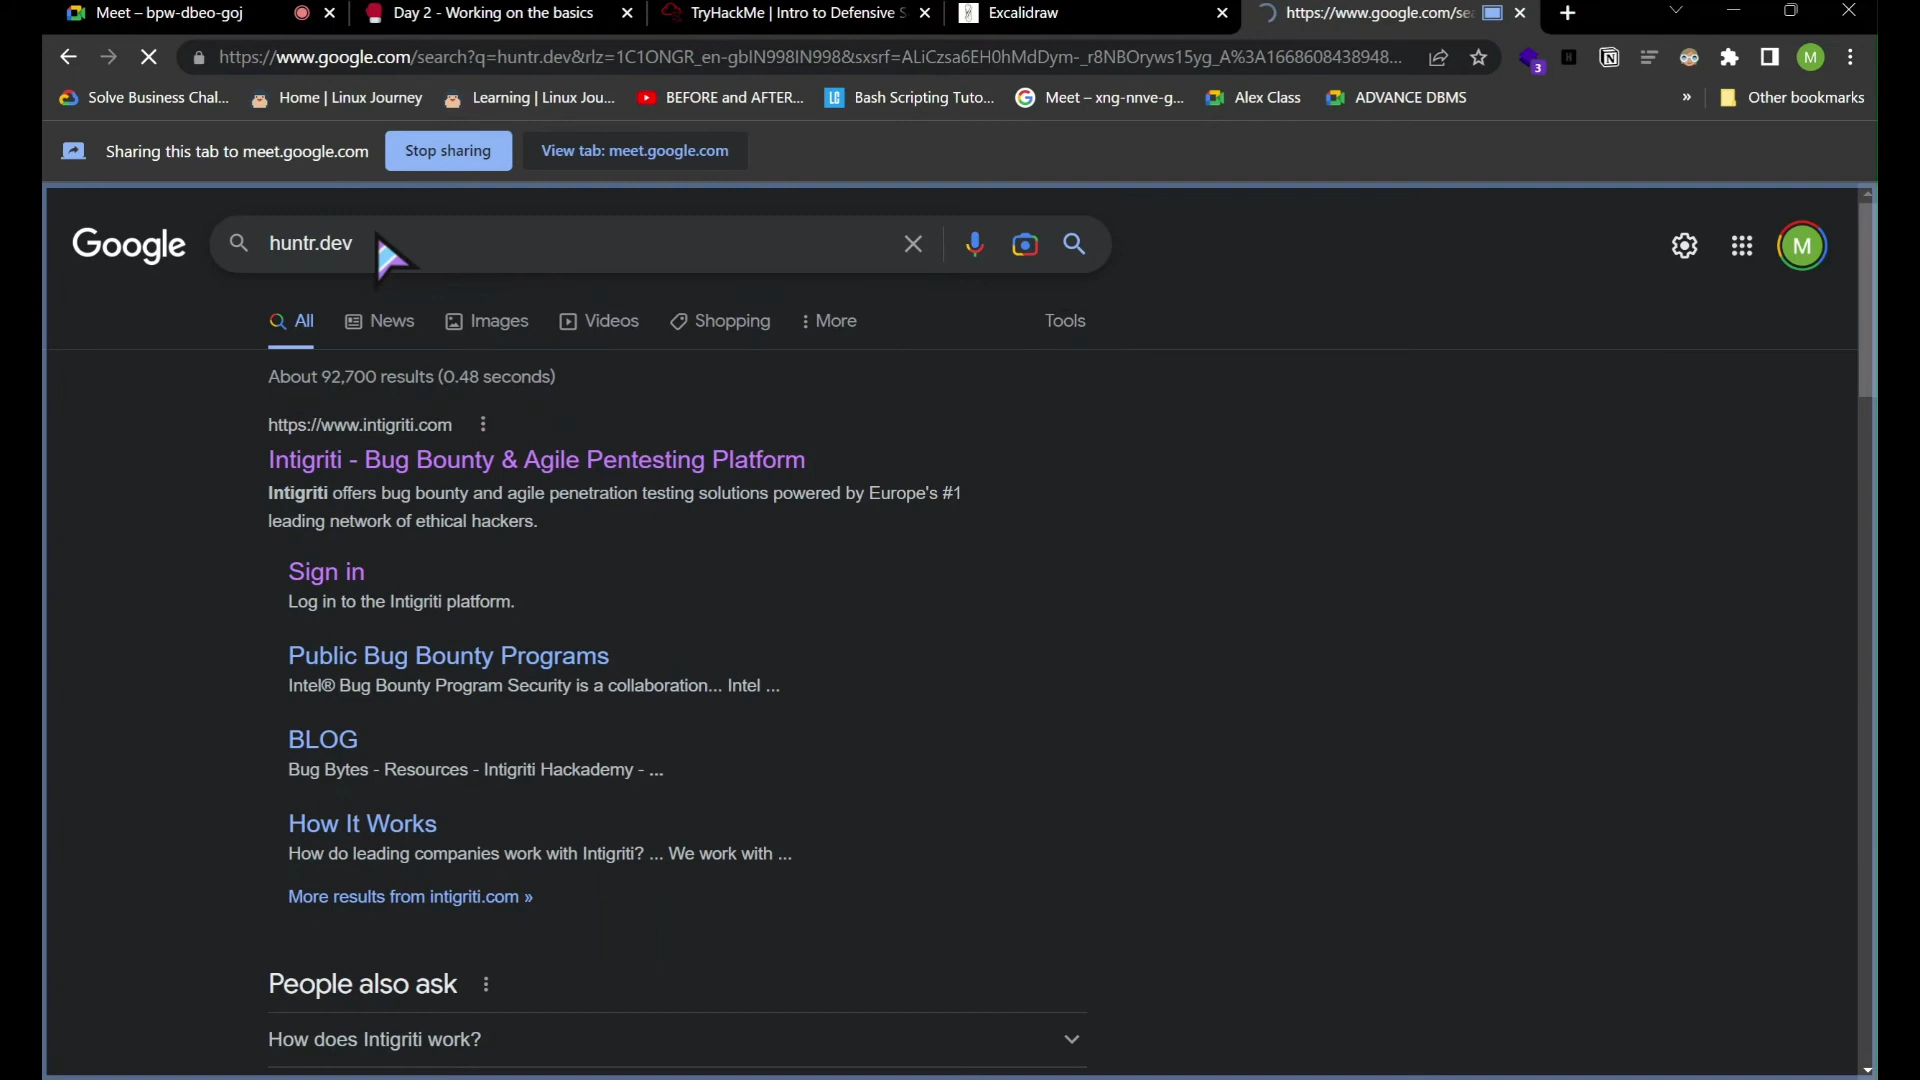 Meet – bpw-dbeo-goj
Day 2 - Working on the basics
TryHackMe | Intro to Defensive S
Excalidraw
https://www.google.com/sea
https://www.google.com/search?q=huntr.dev&rlz=1C1ONGR_en-gbIN998IN998&sxsrf=ALiCzsa6EH0hMdDym-_r8NBOryws15yg_A%3A1668608438948...
3
M
Solve Business Chal...
Home | Linux Journey
Learning | Linux Jou...
BEFORE and AFTER...
LC
Bash Scripting Tuto...
Meet – xng-nnve-g...
Alex Class
ADVANCE DBMS
»
Other bookmarks
Sharing this tab to meet.google.com
Stop sharing
View tab: meet.google.com
Google
huntr.dev
M
All
News
Images
Videos
Shopping
More
Tools
About 92,700 results (0.48 seconds)
https://www.intigriti.com
Intigriti - Bug Bounty & Agile Pentesting Platform
Intigriti offers bug bounty and agile penetration testing solutions powered by Europe's #1
leading network of ethical hackers.
Sign in
Log in to the Intigriti platform.
Public Bug Bounty Programs
Intel® Bug Bounty Program Security is a collaboration... Intel ...
BLOG
Bug Bytes - Resources - Intigriti Hackademy - ...
How It Works
How do leading companies work with Intigriti? ... We work with ...
More results from intigriti.com »
People also ask
How does Intigriti work?